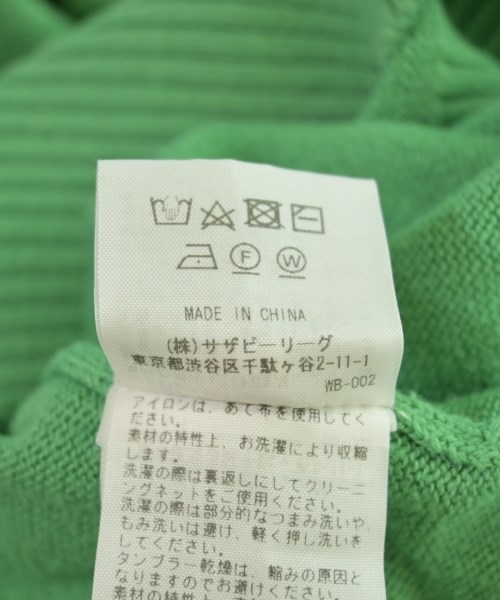 F W
MADE IN CHINA
(株)サザビーリーグ
東京都渋谷区千駄ヶ谷2-11-1
WB-002
アイロンは、あて布を使用してく
ださい。
素材の特性上、お洗濯により収縮
します。
洗濯の際は裏返しにしてクリーニ
ングネットをご使用ください。
洗濯の際は部分的なつまみ洗いや
もみ洗いは避け、軽く押し洗いを
してください。
タンブラー乾燥は、縮みの原因と
なりますのでお避けください。
素材の特性上